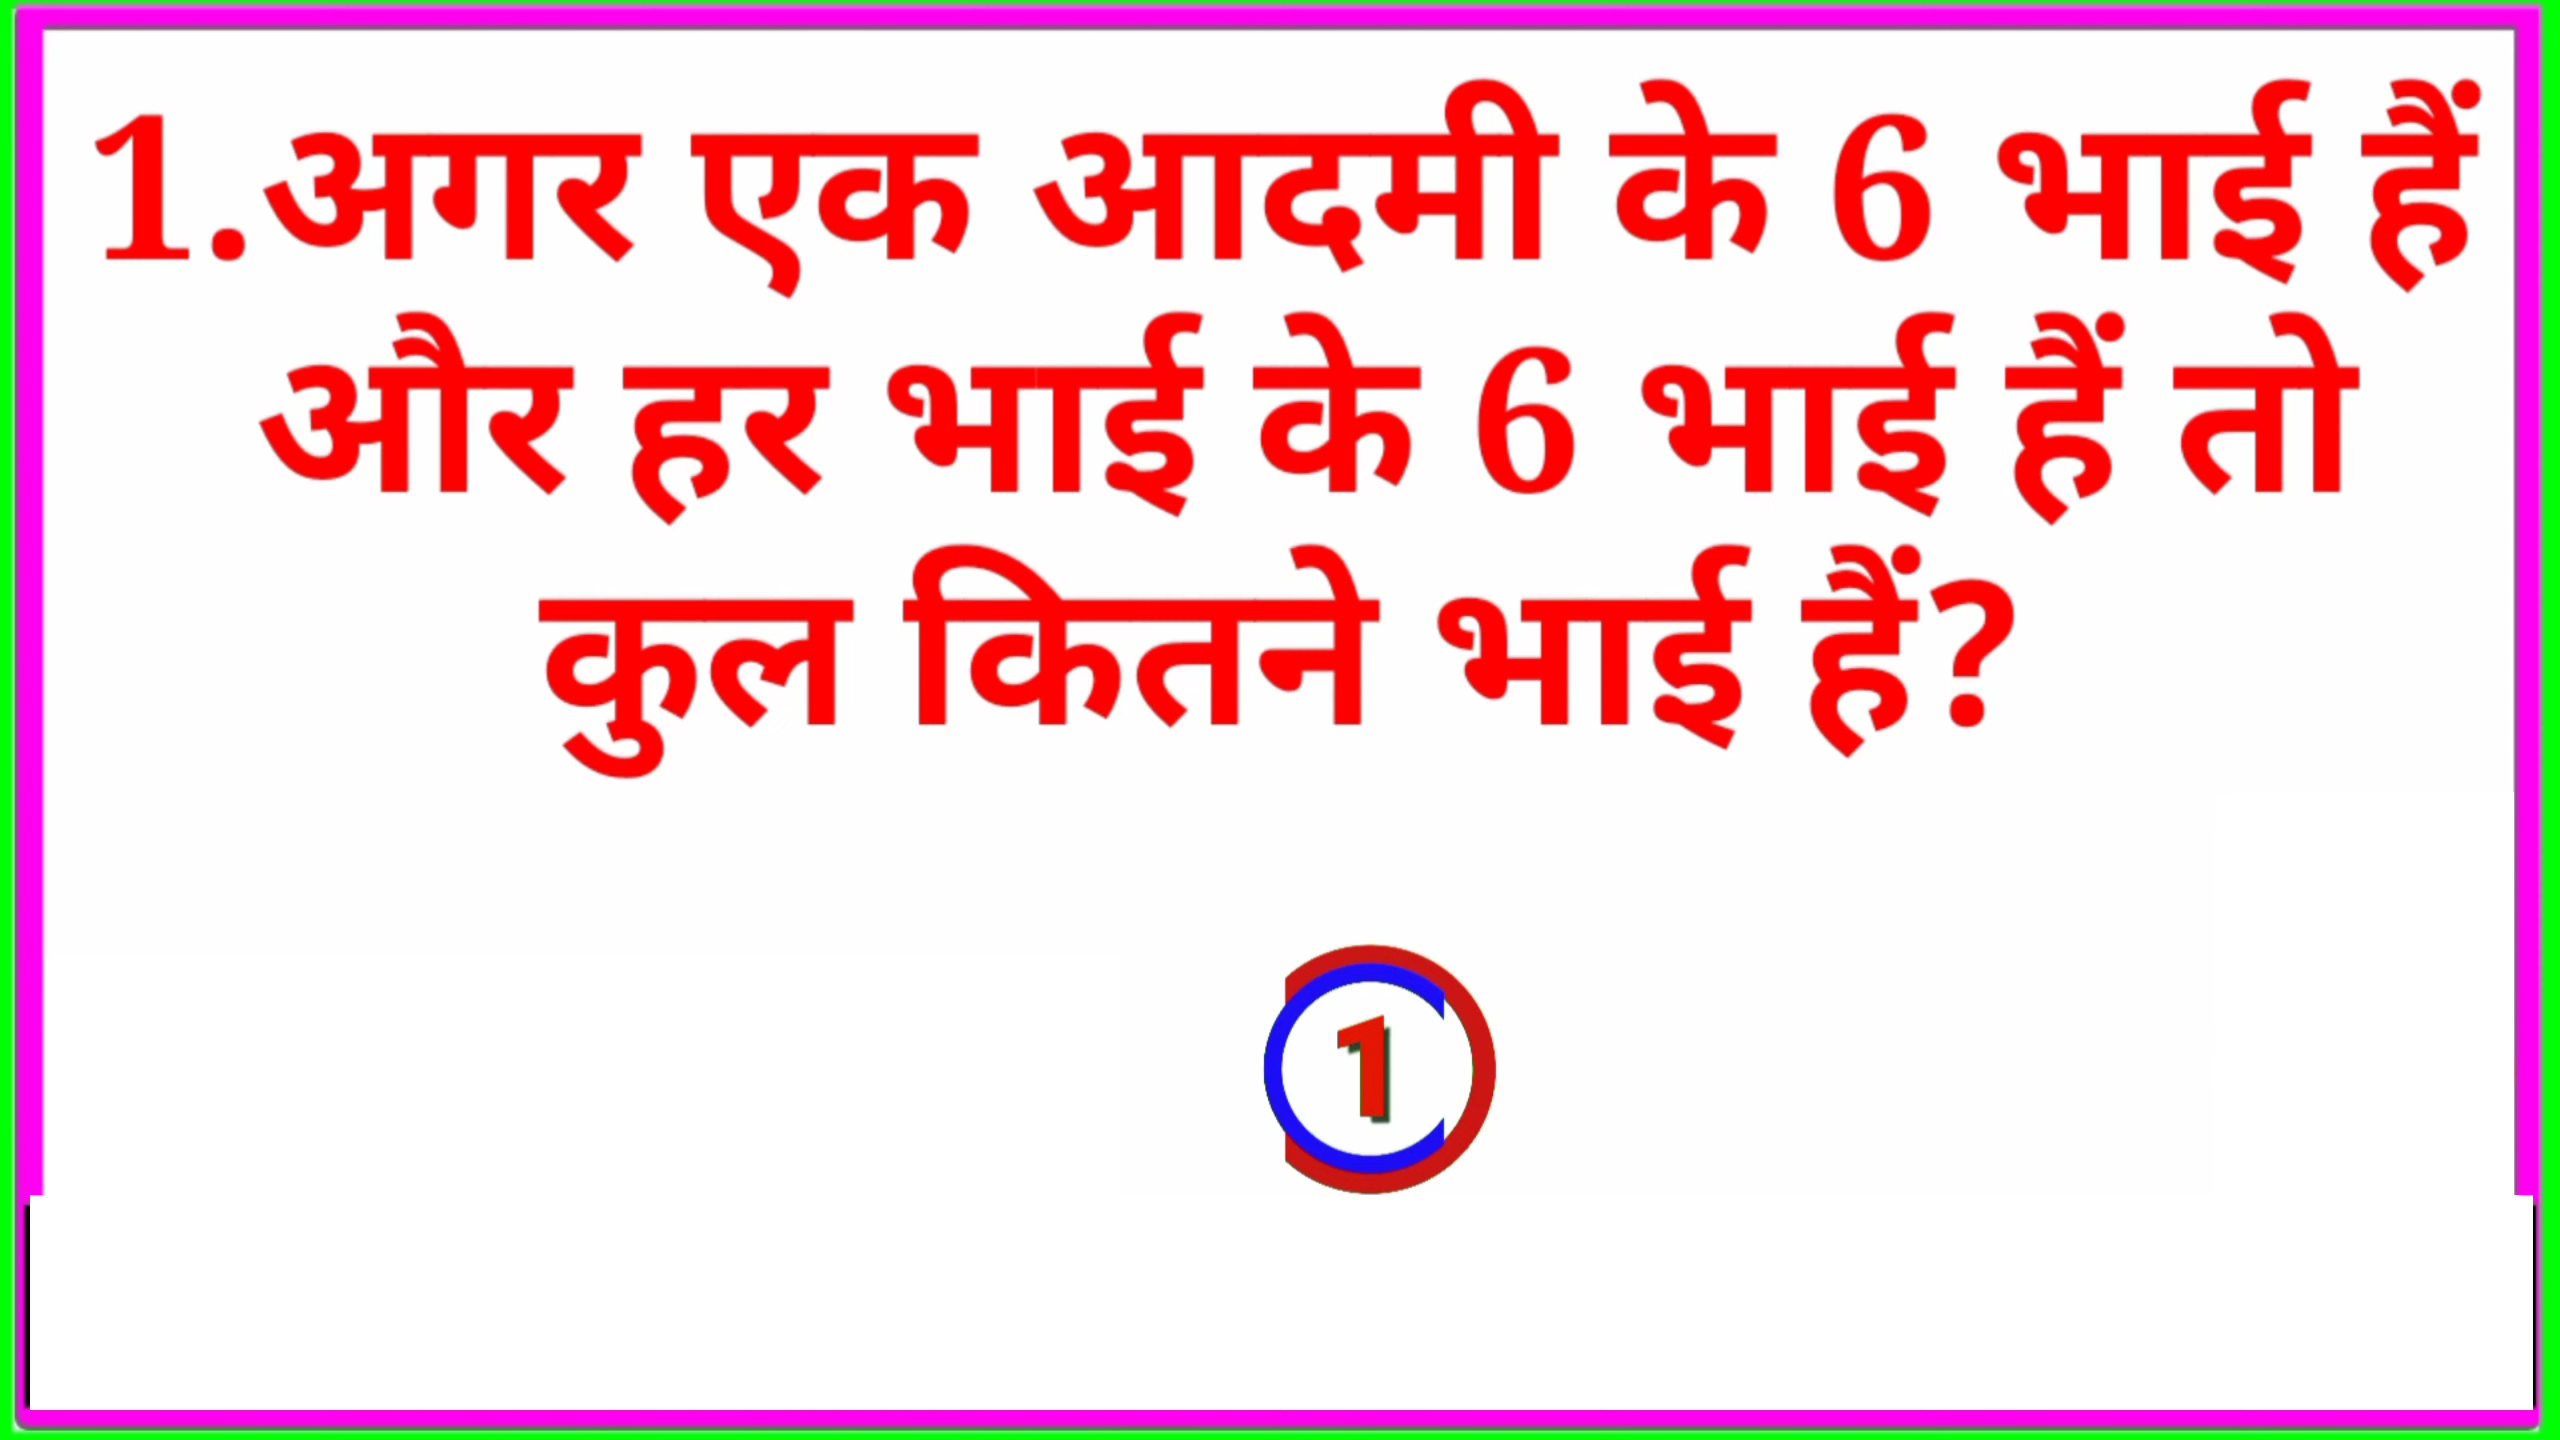 1.अगर एक आदमी के 6 भाई हैं
और हर भाई के 6 भाई हैं तो
कुल कितने भाई हैं?
1